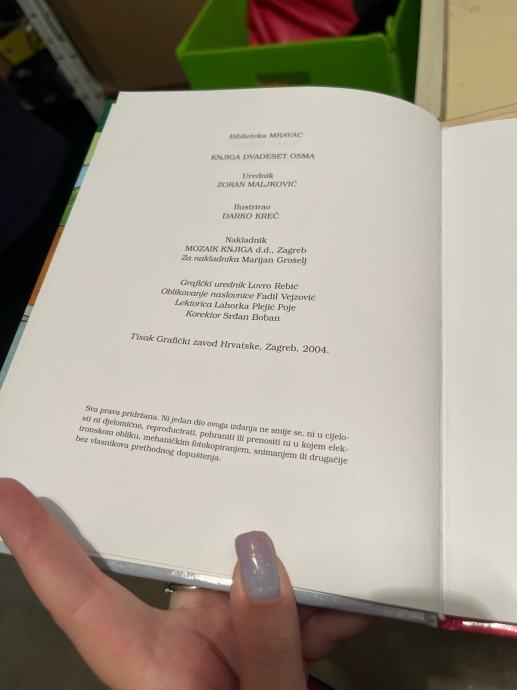 Biblioteka MRAVAC
KNJIGA DVADESET OSMA
Urednik
ZORAN MALJKOVIĆ
Ilustrirao
DARKO KREČ
Nakladnik
MOZAIK KNJIGA d.d., Zagreb
Za nakladnika Marijan Grošelj
Grafički urednik Lovro Rebić
Oblikovanje naslovnice Fadil Vejzović
Lektorica Lahorka Plejić Poje
Korektor Srđan Boban
Tisak Grafički zavod Hrvatske, Zagreb, 2004.
Sva prava pridržana. Ni jedan dio ovoga izdanja ne smije se, ni u cijelo-
sti ni djelomično, reproducirati, pohraniti ili prenositi ni u kojem elek-
tronskom obliku, mehaničkim fotokopiranjem, snimanjem ili drugačije
bez vlasnikova prethodnog dopuštenja.